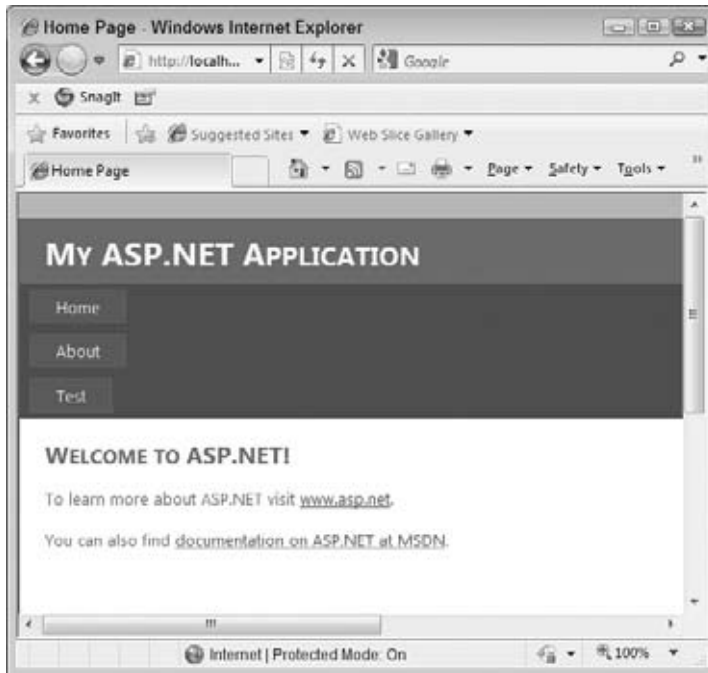 Home Page - Windows Internet Explorer
http://localh...
Google
x Snagit
Favorites Suggested Sites Web Slice Gallery
Home Page Page Safety Tools »
My ASP.NET Application
Home
About
Test
Welcome to ASP.NET!
To learn more about ASP.NET visit www.asp.net.
You can also find documentation on ASP.NET at MSDN.
Internet | Protected Mode: On 100%